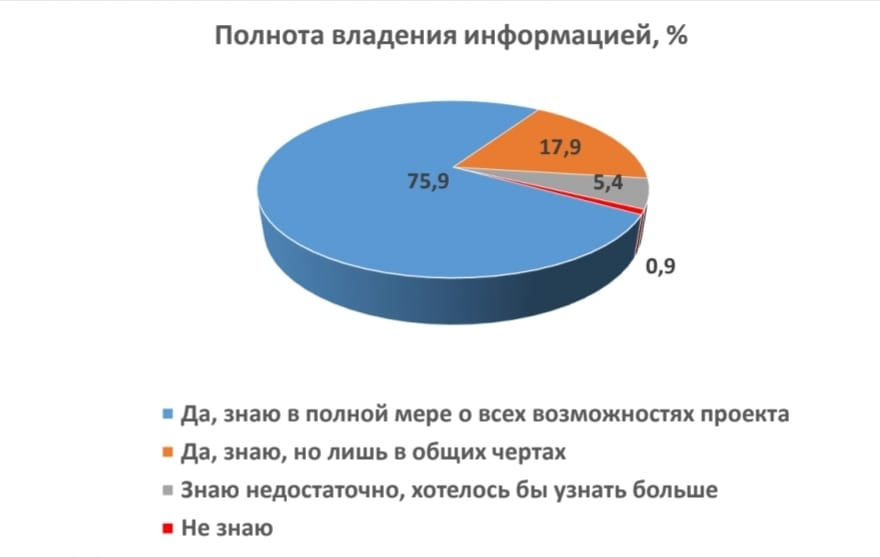 Полнота владения информацией, %
17,9
75,9
5,4
0,9
Да, знаю в полной мере о всех возможностях проекта
Да, знаю, но лишь в общих чертах
Знаю недостаточно, хотелось бы узнать больше
Не знаю